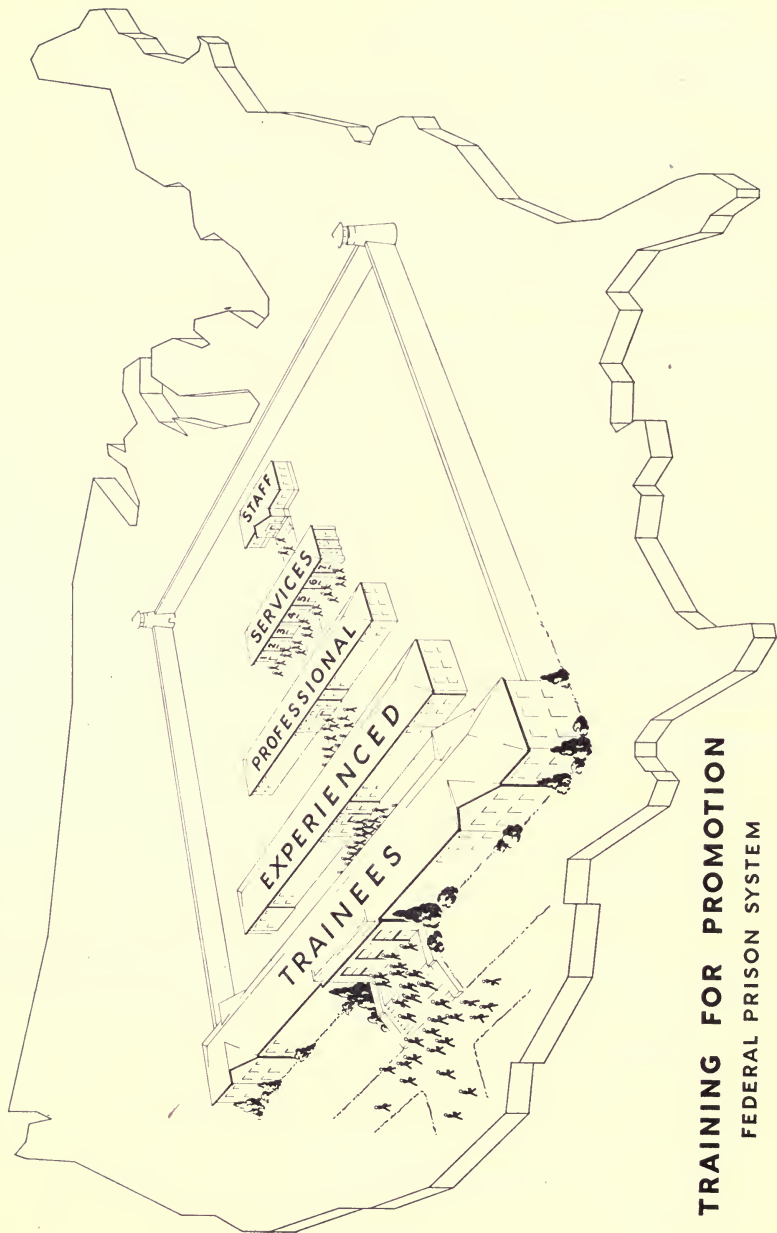 STAFF
SERVICES
1 2 3 4 5 6 7
PROFESSIONAL
EXPERIENCED
TRAINEES
TRAINING FOR PROMOTION
FEDERAL PRISON SYSTEM